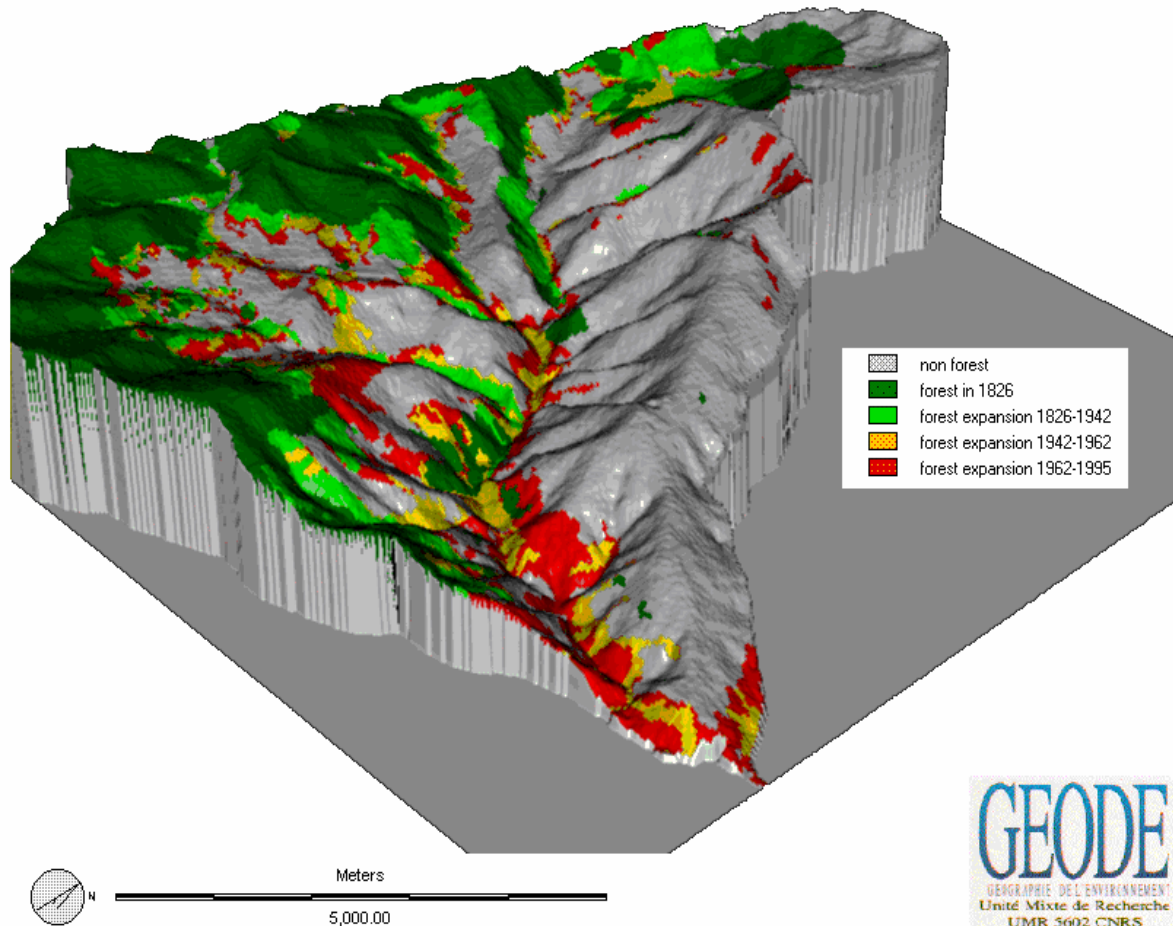 non forest
forest in 1826
forest expansion 1826-1942
forest expansion 1942-1962
forest expansion 1962-1995
N
Meters
5,000.00
GEODE
GEOGRAPHIE DE L'ENVIRONNEMENT
Unité Mixte de Recherche
UMR 5602 CNRS